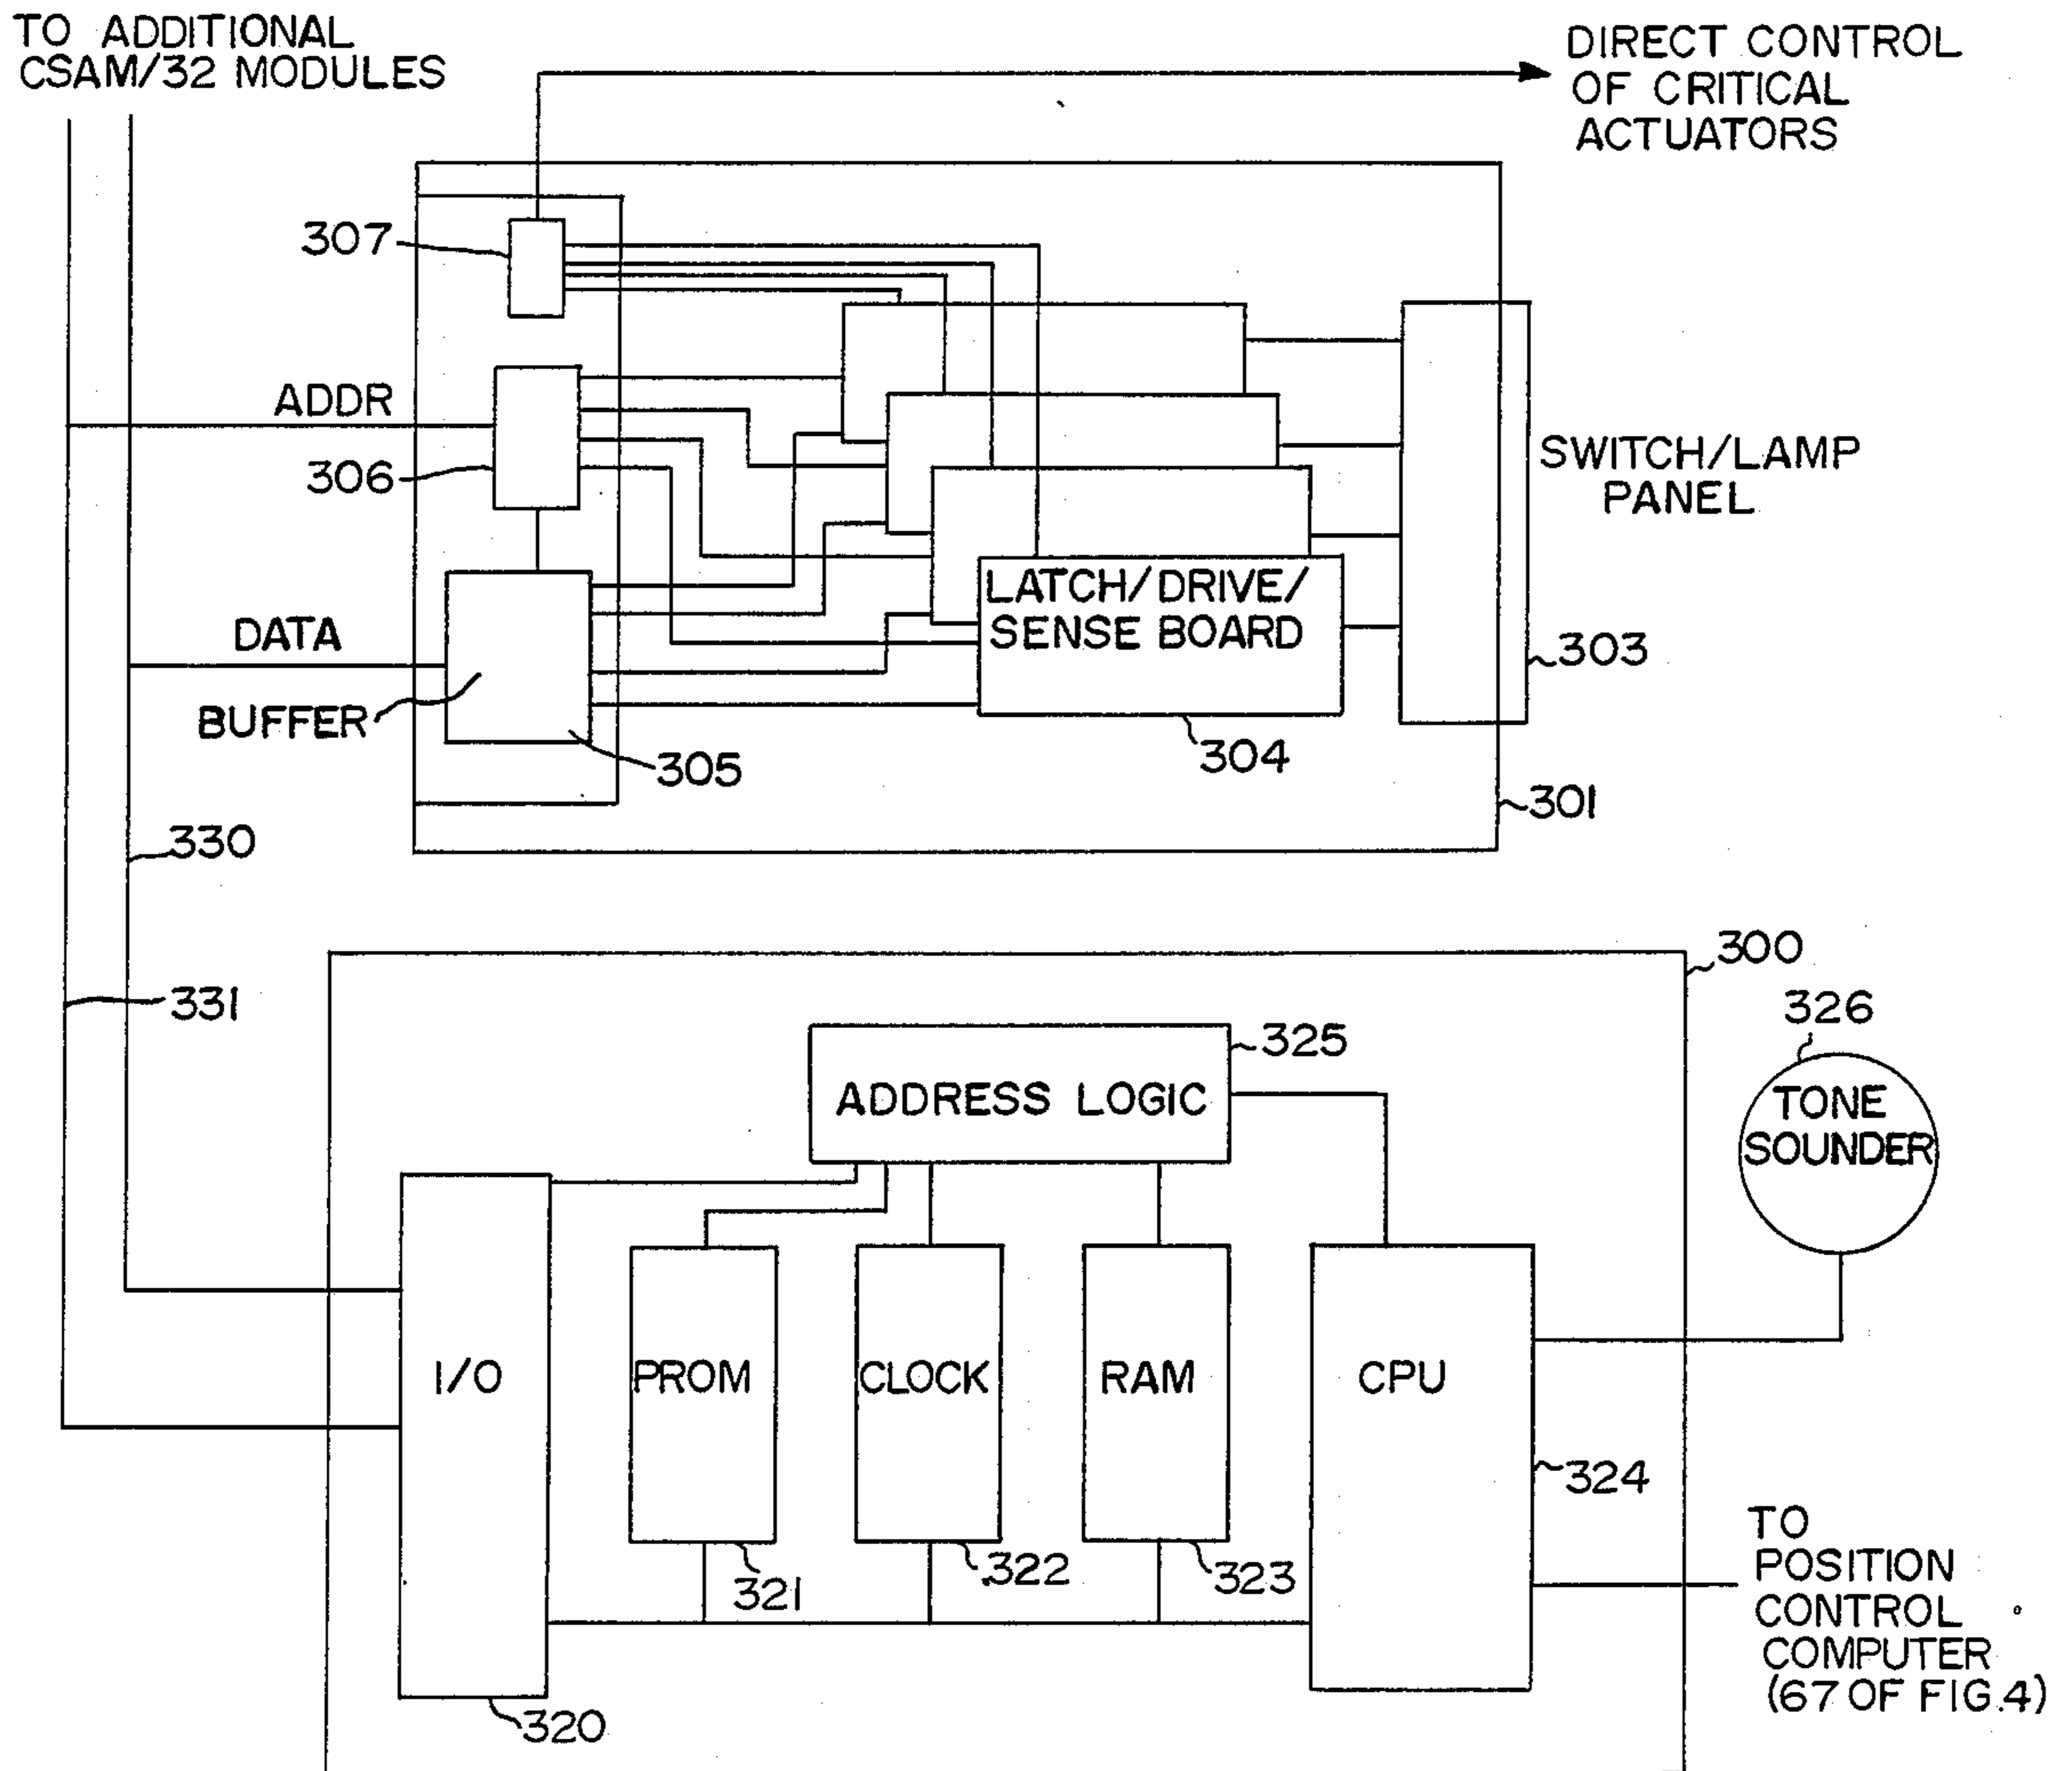 TO ADDITIONAL
CSAM/32 MODULES
DIRECT CONTROL
OF CRITICAL
ACTUATORS
307
ADDR
306
SWITCH/LAMP
PANEL
LATCH/DRIVE/
SENSE BOARD
DATA
303
BUFFER
305
304
301
330
300
331
326
325
ADDRESS LOGIC
TONE
SOUNDER
I/O
PROM
CLOCK
RAM
CPU
324
TO
POSITION
CONTROL
COMPUTER
(67 OF FIG.4)
321
322
323
320